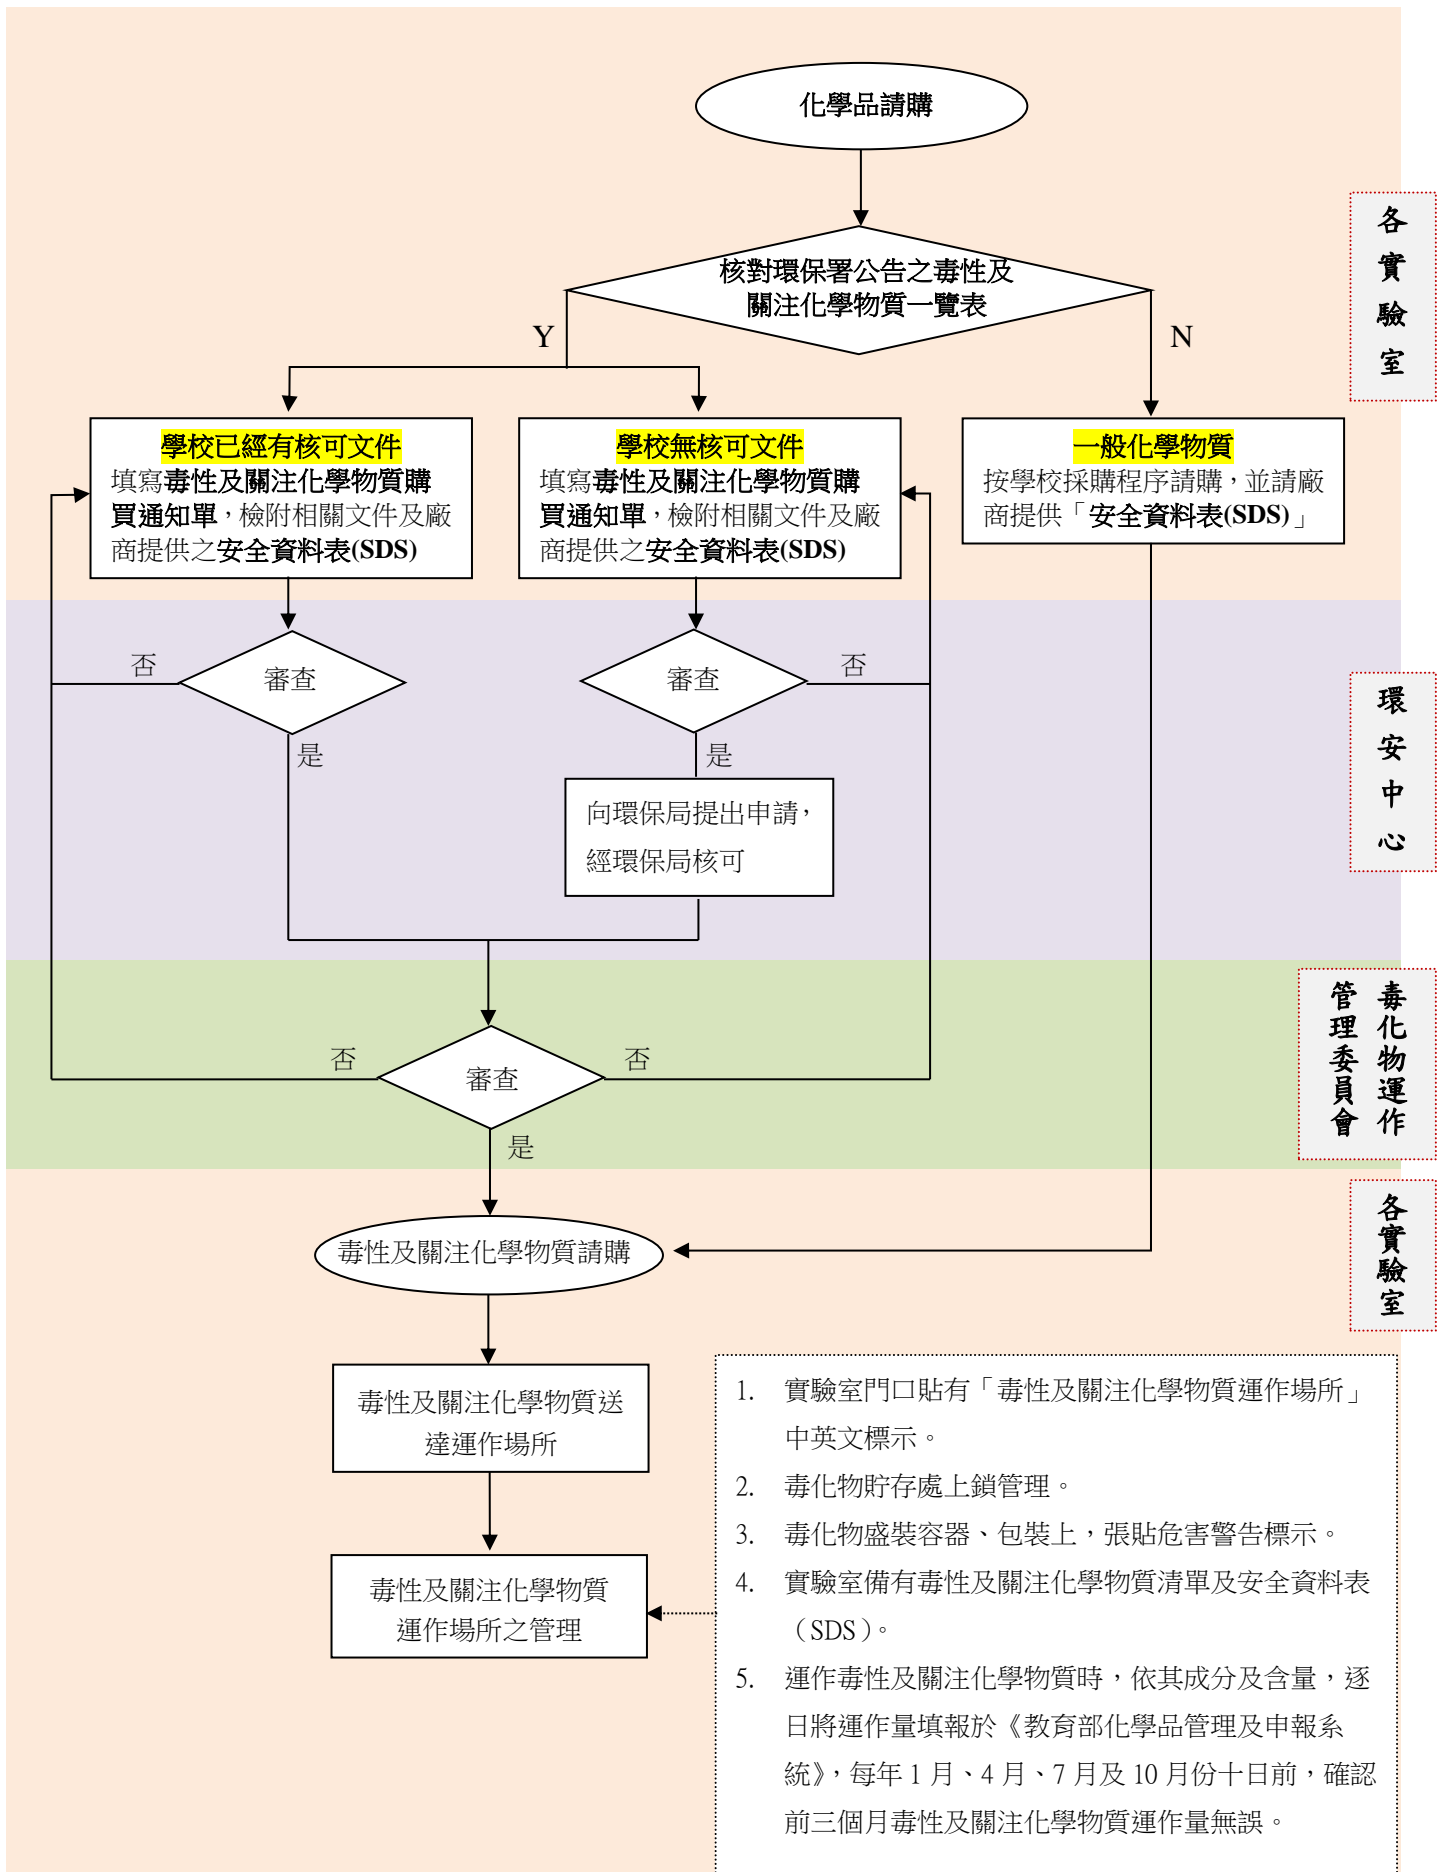 化學品請購
核對環保署公告之毒性及
關注化學物質一覽表
Y
N
各實驗室
學校已經有核可文件
填寫毒性及關注化學物質購
買通知單，檢附相關文件及廠
商提供之安全資料表(SDS)
學校無核可文件
填寫毒性及關注化學物質購
買通知單，檢附相關文件及廠
商提供之安全資料表(SDS)
一般化學物質
按學校採購程序請購，並請廠
商提供「安全資料表(SDS)」
否
審查
是
審查
否
是
向環保局提出申請，
經環保局核可
環安中心
否
審查
否
是
毒化物運作
管理委員會
毒性及關注化學物質請購
各實驗室
毒性及關注化學物質送
達運作場所
毒性及關注化學物質
運作場所之管理
1. 實驗室門口貼有「毒性及關注化學物質運作場所」
中英文標示。
2. 毒化物貯存處上鎖管理。
3. 毒化物盛裝容器、包裝上，張貼危害警告標示。
4. 實驗室備有毒性及關注化學物質清單及安全資料表
（SDS）。
5. 運作毒性及關注化學物質時，依其成分及含量，逐
日將運作量填報於《教育部化學品管理及申報系
統》，每年 1 月、4 月、7 月及 10 月份十日前，確認
前三個月毒性及關注化學物質運作量無誤。